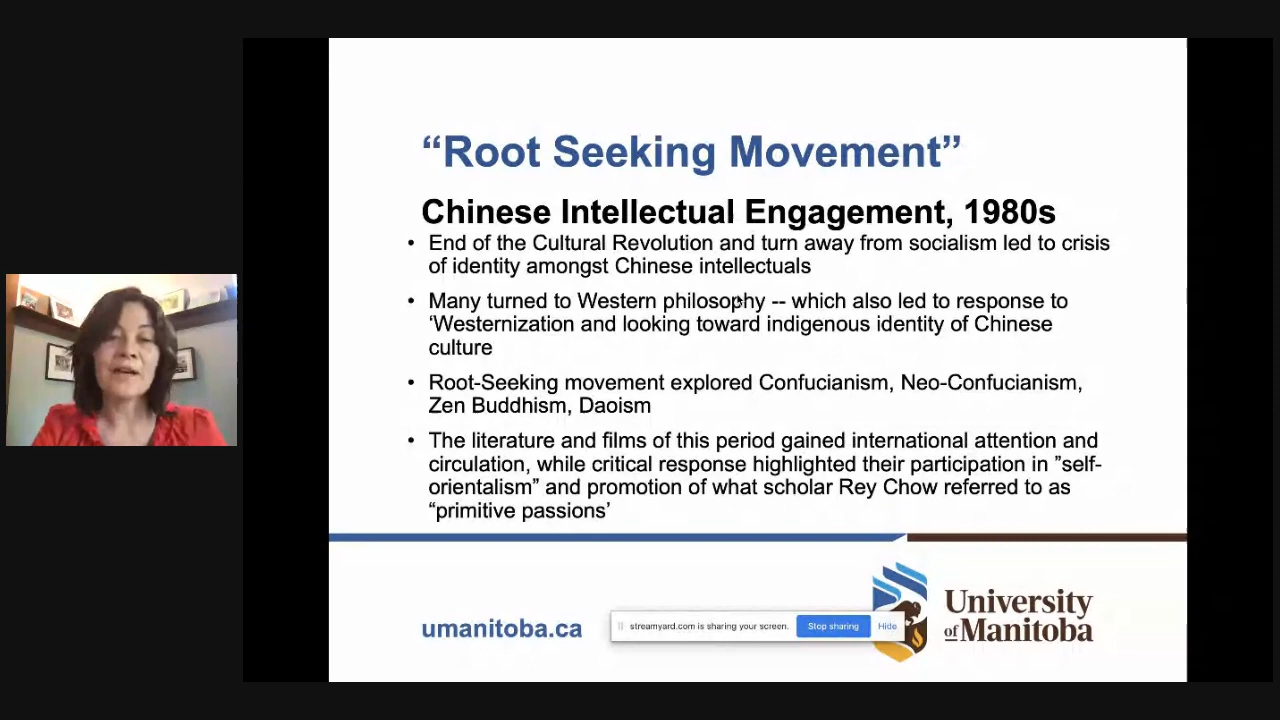 “Root Seeking Movement”
Chinese Intellectual Engagement, 1980s
• End of the Cultural Revolution and turn away from socialism led to crisis
of identity amongst Chinese intellectuals
• Many turned to Western philosophy -- which also led to response to
‘Westernization and looking toward indigenous identity of Chinese
culture
• Root-Seeking movement explored Confucianism, Neo-Confucianism,
Zen Buddhism, Daoism
• The literature and films of this period gained international attention and
circulation, while critical response highlighted their participation in ”self-
orientalism” and promotion of what scholar Rey Chow referred to as
“primitive passions’
umanitoba.ca
streamyard.com is sharing your screen. Stop sharing Hide
University
of Manitoba